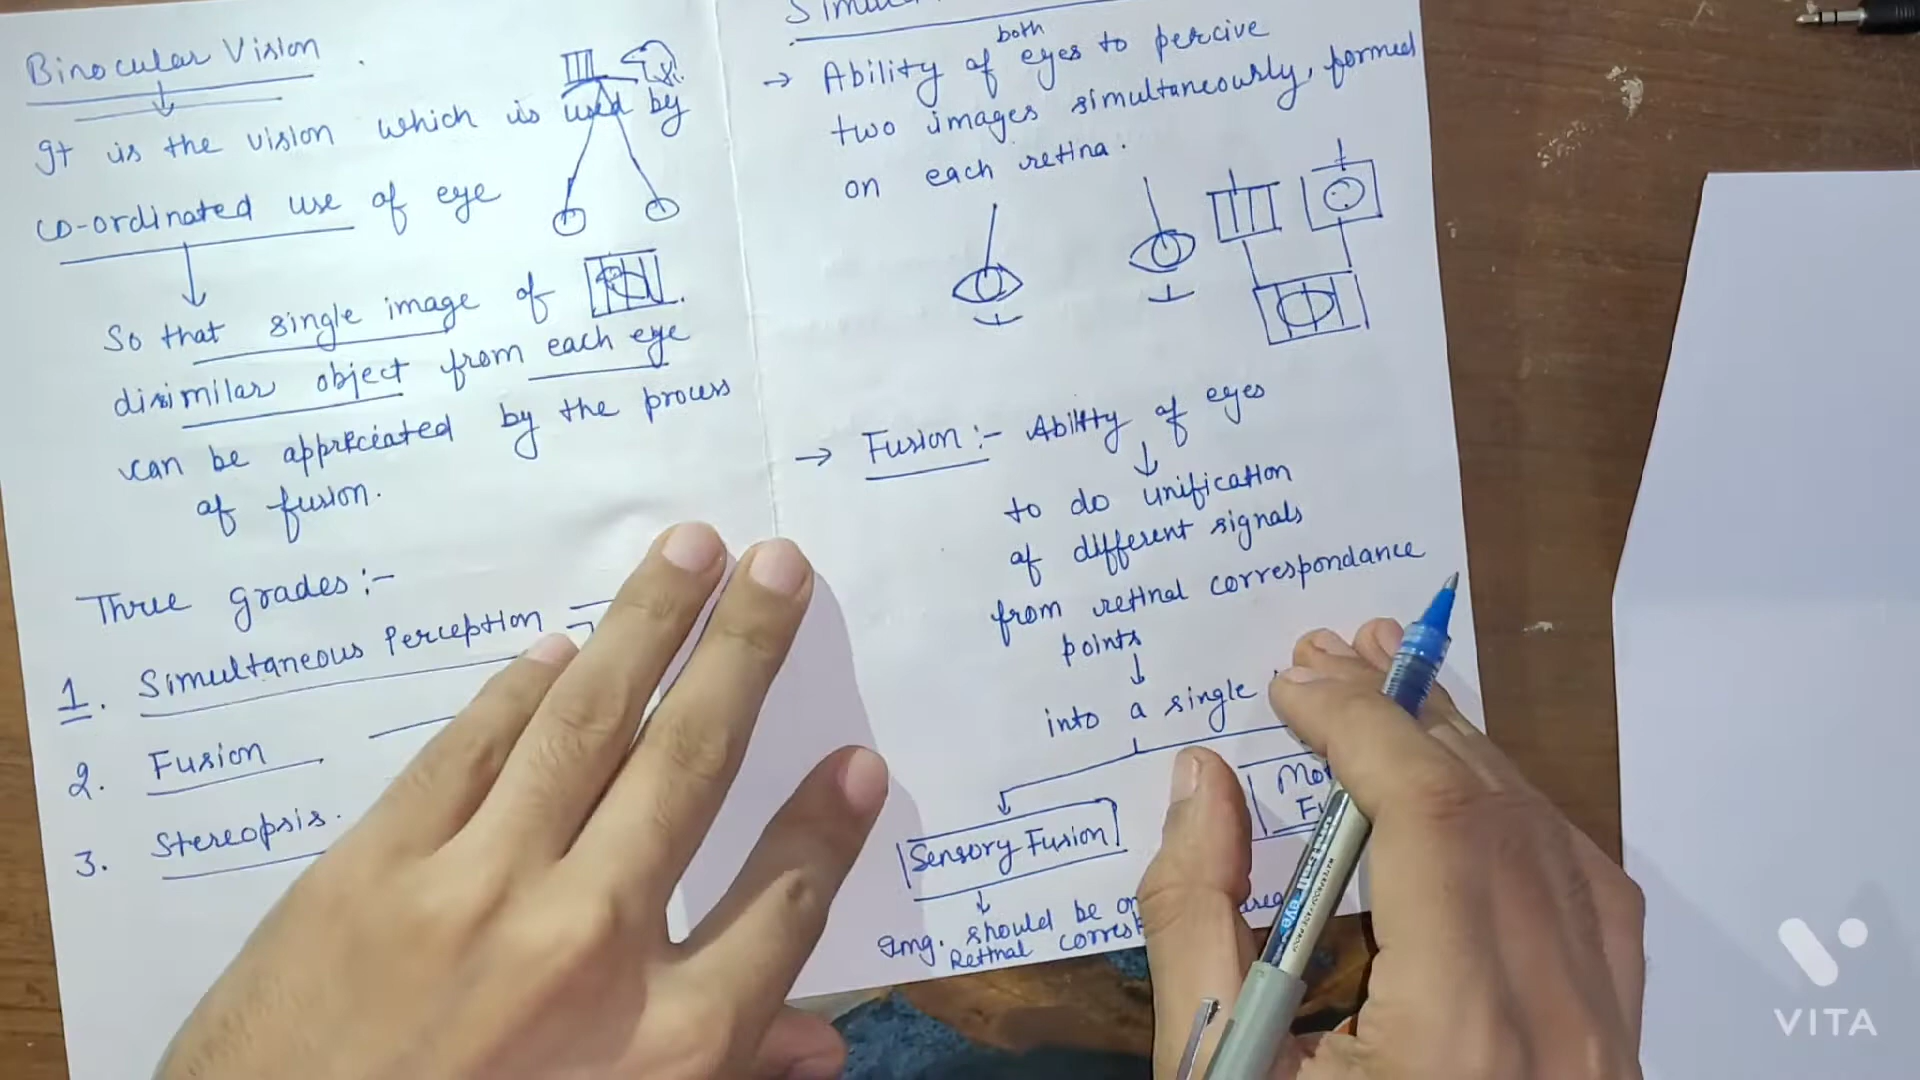 Binocular Vision
It is the vision which is used by
co-ordinated use of eye
So that single image of
disimilar object from each eye
can be appreciated by the process
of fusion.
Three grades:-
1. Simultaneous Perception
2. Fusion
3. Stereopsis.
→ Ability of both eyes to percive
two images simultaneously, formed
on each retina.
→ Fusion :- Ability of eyes
to do unification
of different signals
from retinal correspondance
points
into a single
Sensory Fusion
Img. should be on
Retinal
VITA